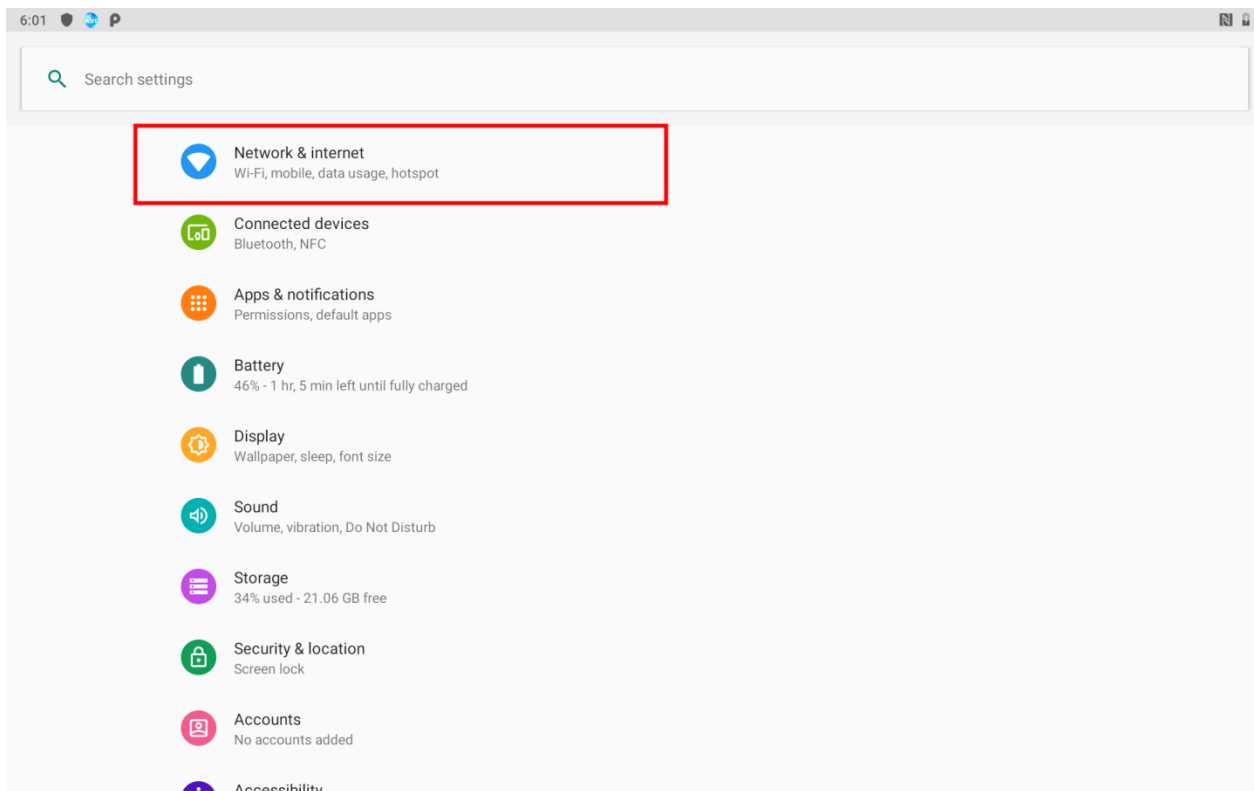 6:01
Search settings
Network & internet
Wi-Fi, mobile, data usage, hotspot
Connected devices
Bluetooth, NFC
Apps & notifications
Permissions, default apps
Battery
46% - 1 hr, 5 min left until fully charged
Display
Wallpaper, sleep, font size
Sound
Volume, vibration, Do Not Disturb
Storage
34% used - 21.06 GB free
Security & location
Screen lock
Accounts
No accounts added
Accessibility